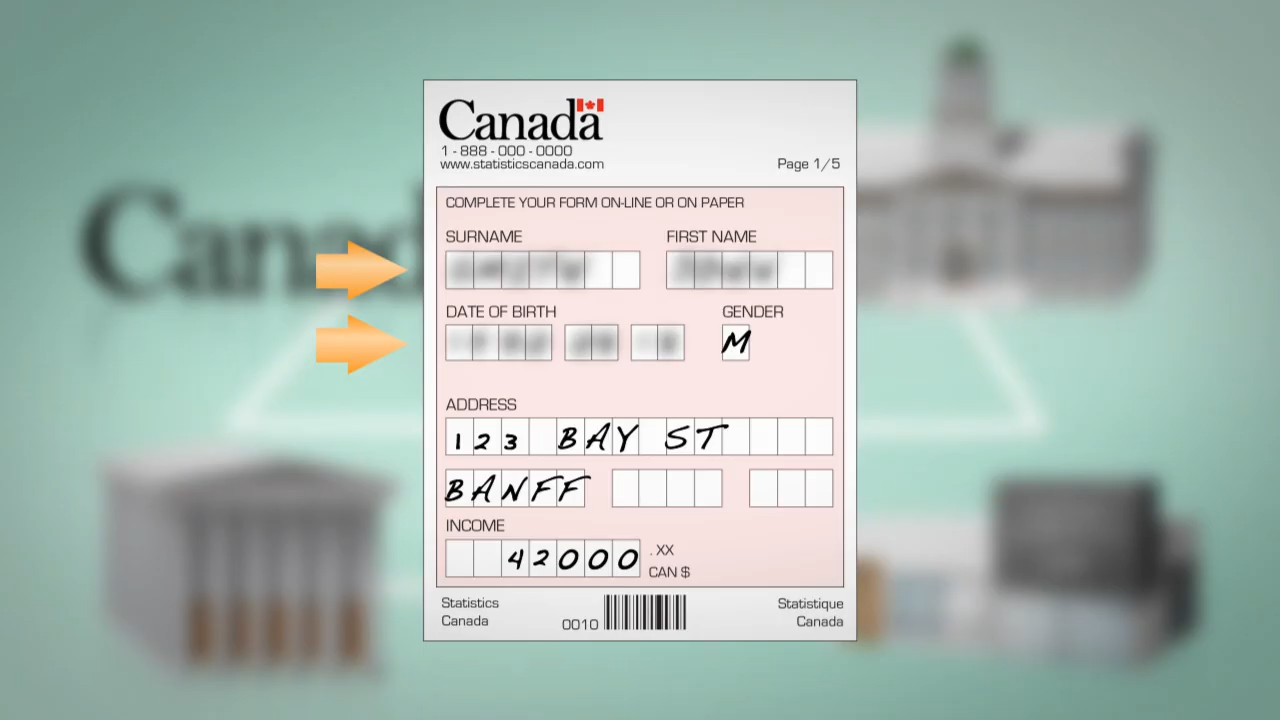 Canada
1 - 888 - 000 - 0000
www.statisticscanada.com
Page 1/5
COMPLETE YOUR FORM ON-LINE OR ON PAPER
SURNAME FIRST NAME
DATE OF BIRTH GENDER
M
ADDRESS
123 BAY ST
BANFF
INCOME
42000 .XX
CAN $
Statistics
Canada
0010
Statistique
Canada